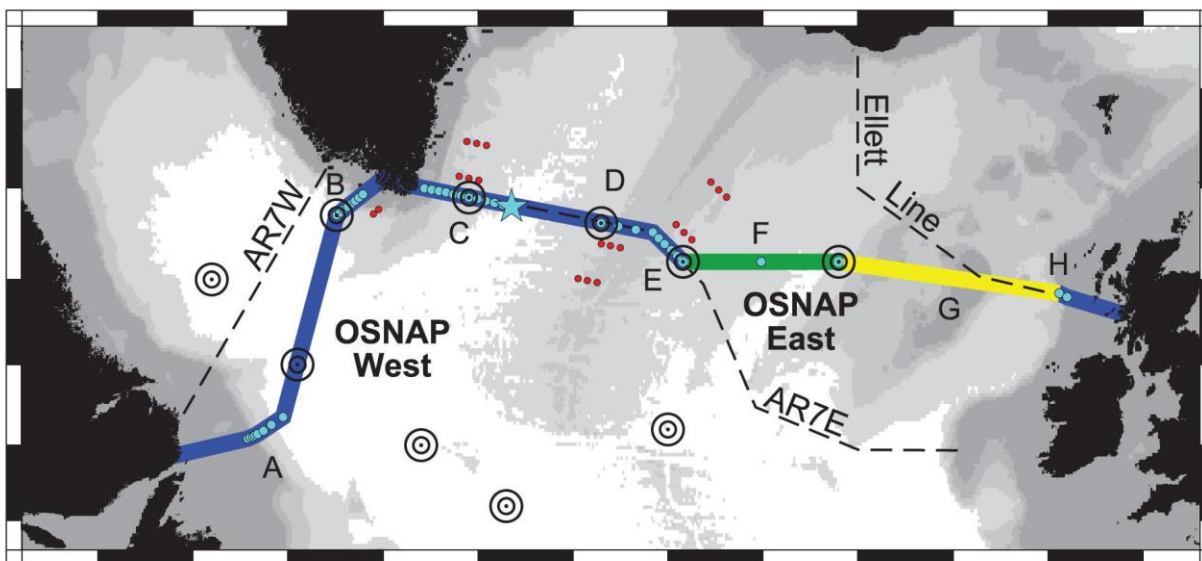 Ellett
Line
AR7W
B
C
D
E
F
G
H
OSNAP
West
OSNAP
East
AR7E
A